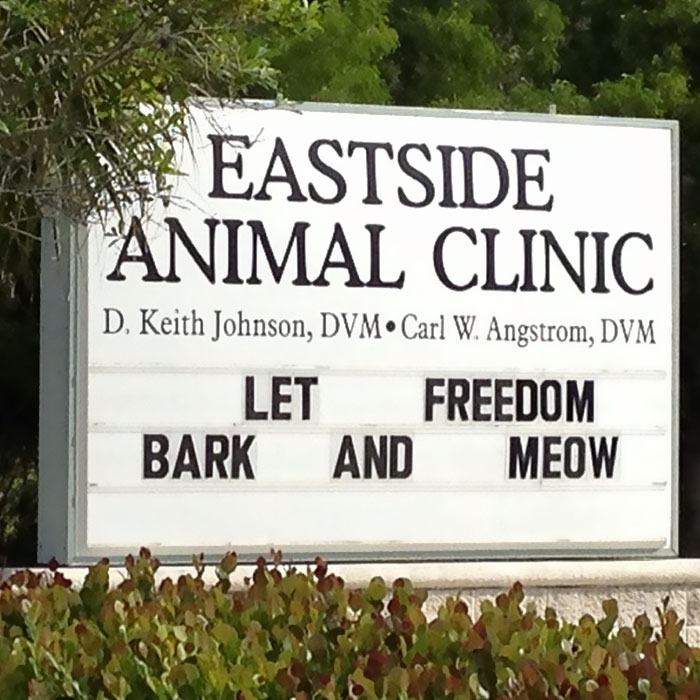 EASTSIDE
ANIMAL CLINIC
D. Keith Johnson, DVM•Carl W. Angstrom, DVM
LET FREEDOM
BARK AND MEOW